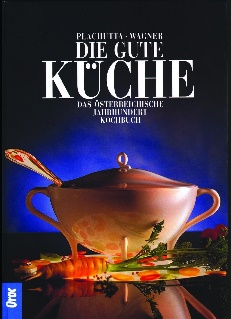 PLACHUTTA · WAGNER
DIE GUTE
KÜCHE
DAS ÖSTERREICHISCHE
JAHRHUNDERT
KOCHBUCH
ORAC